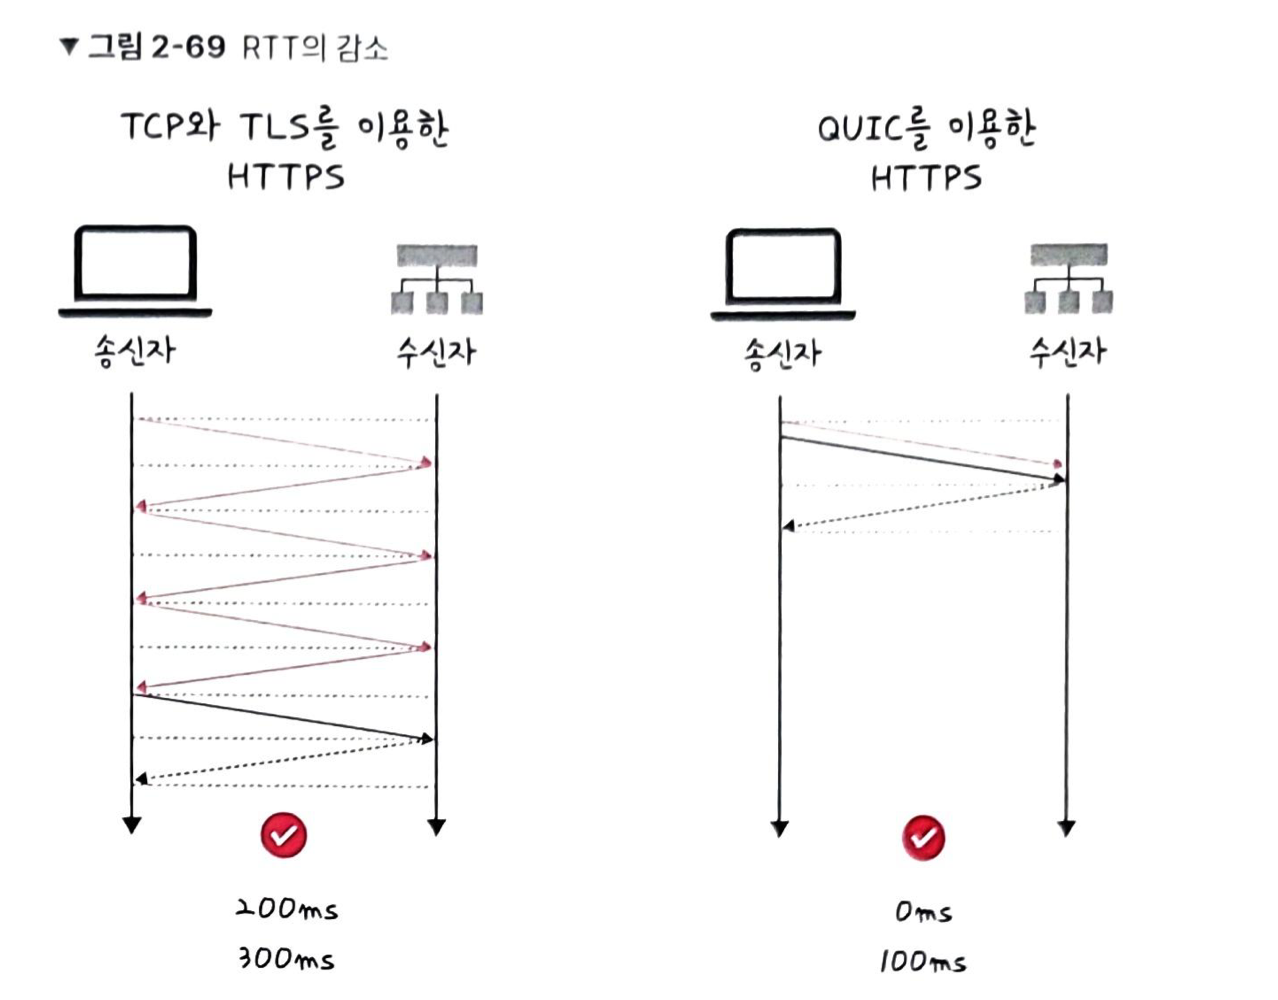 ▼ 그림 2-69 RTT의 감소
TCP와 TLS를 이용한
HTTPS
송신자
수신자
200ms
300ms
QUIC를 이용한
HTTPS
송신자
수신자
0ms
100ms